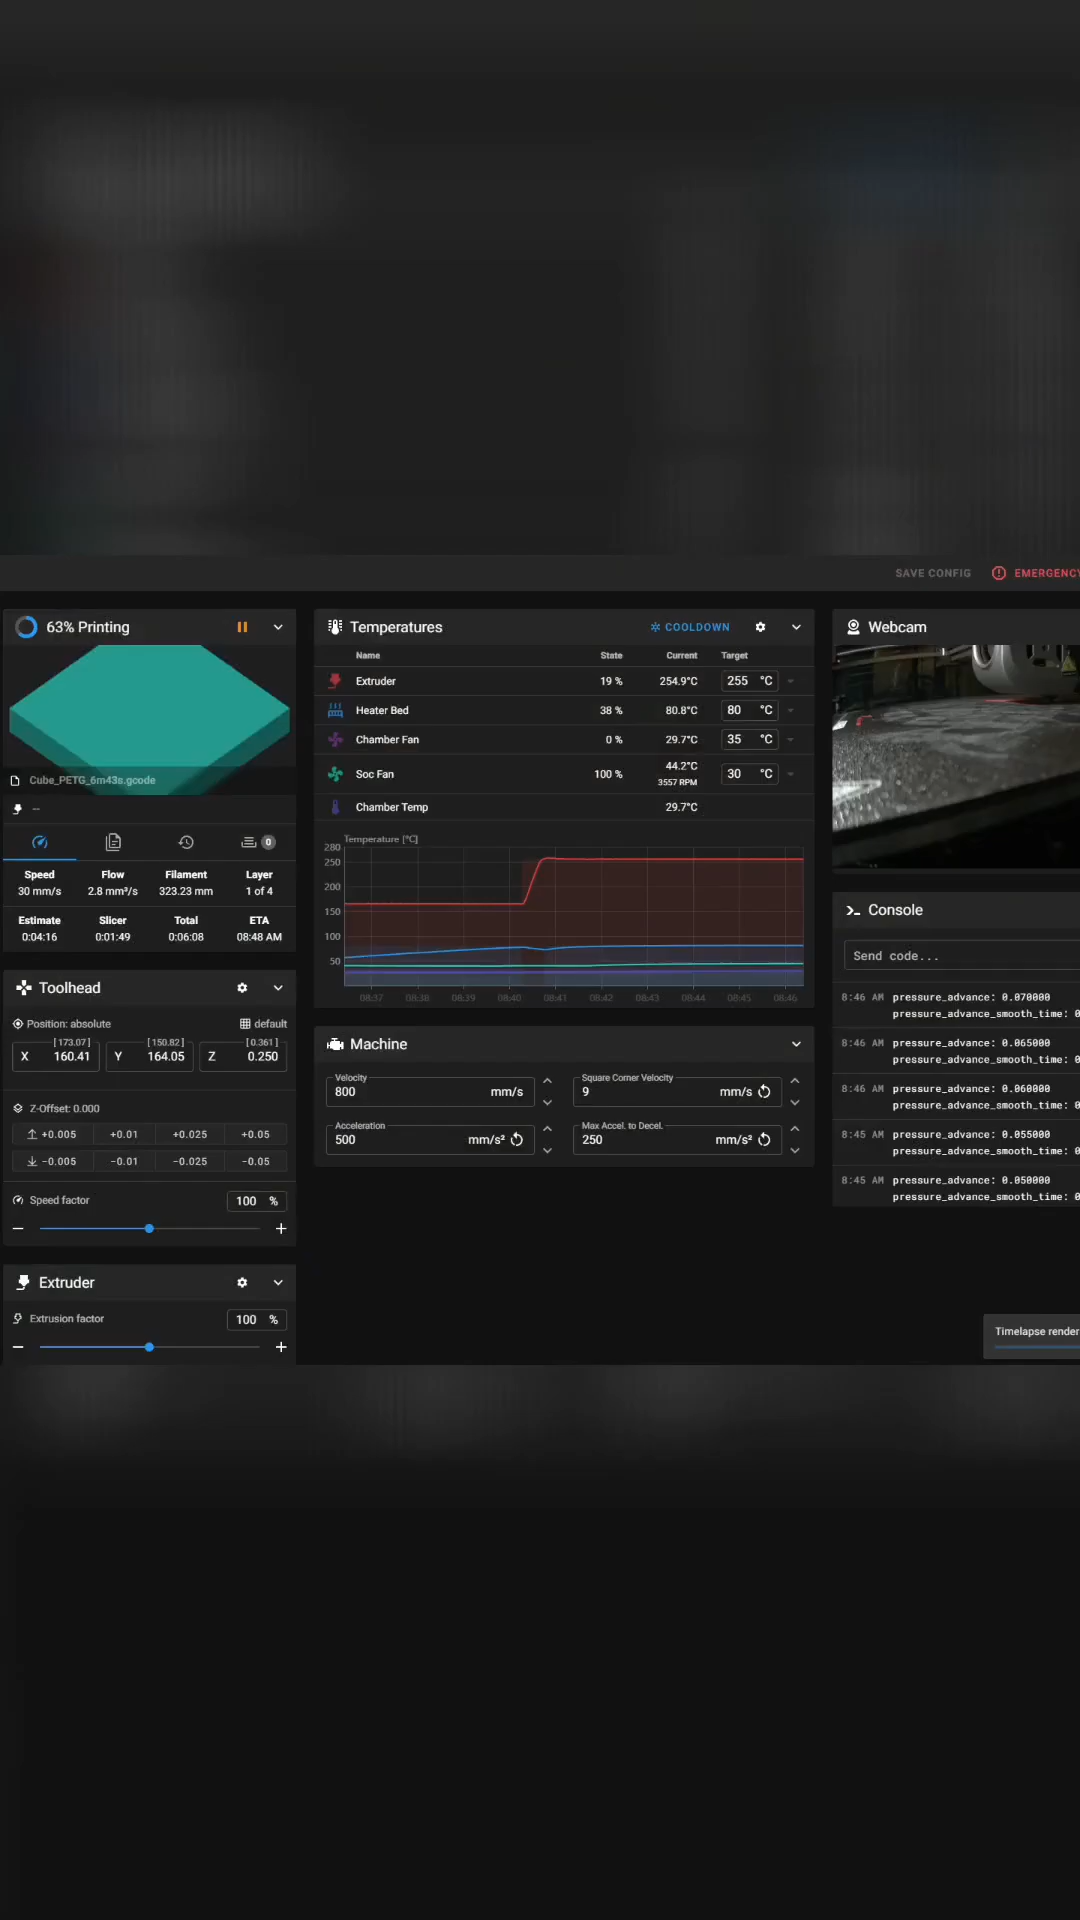 SAVE CONFIG
EMERGENCY
63% Printing
Cube_PETG_6m43s.gcode
--
0
Speed Flow Filament Layer
30 mm/s 2.8 mm³/s 323.23 mm 1 of 4
Estimate Slicer Total ETA
0:04:16 0:01:49 0:06:08 08:48 AM
Toolhead
Position: absolute default
[ 173.07 ] [ 150.82 ] [ 0.361 ]
X 160.41 Y 164.05 Z 0.250
Z-Offset: 0.000
+0.005 +0.01 +0.025 +0.05
-0.005 -0.01 -0.025 -0.05
Speed factor 100 %
Extruder
Extrusion factor 100 %
Temperatures COOLDOWN
Name State Current Target
Extruder 19 % 254.9°C 255 °C
Heater Bed 38 % 80.8°C 80 °C
Chamber Fan 0 % 29.7°C 35 °C
Soc Fan 100 % 44.2°C 30 °C
3557 RPM
Chamber Temp 29.7°C
Temperature [°C]
280
250
200
150
100
50
08:37 08:38 08:39 08:40 08:41 08:42 08:43 08:44 08:45 08:46
Machine
Velocity
800 mm/s
Square Corner Velocity
9 mm/s
Acceleration
500 mm/s²
Max Accel. to Decel.
250 mm/s²
Webcam
Console
Send code...
8:46 AM pressure_advance: 0.070000
pressure_advance_smooth_time: 0
8:46 AM pressure_advance: 0.065000
pressure_advance_smooth_time: 0
8:46 AM pressure_advance: 0.060000
pressure_advance_smooth_time: 0
8:45 AM pressure_advance: 0.055000
pressure_advance_smooth_time: 0
8:45 AM pressure_advance: 0.050000
pressure_advance_smooth_time: 0
Timelapse render